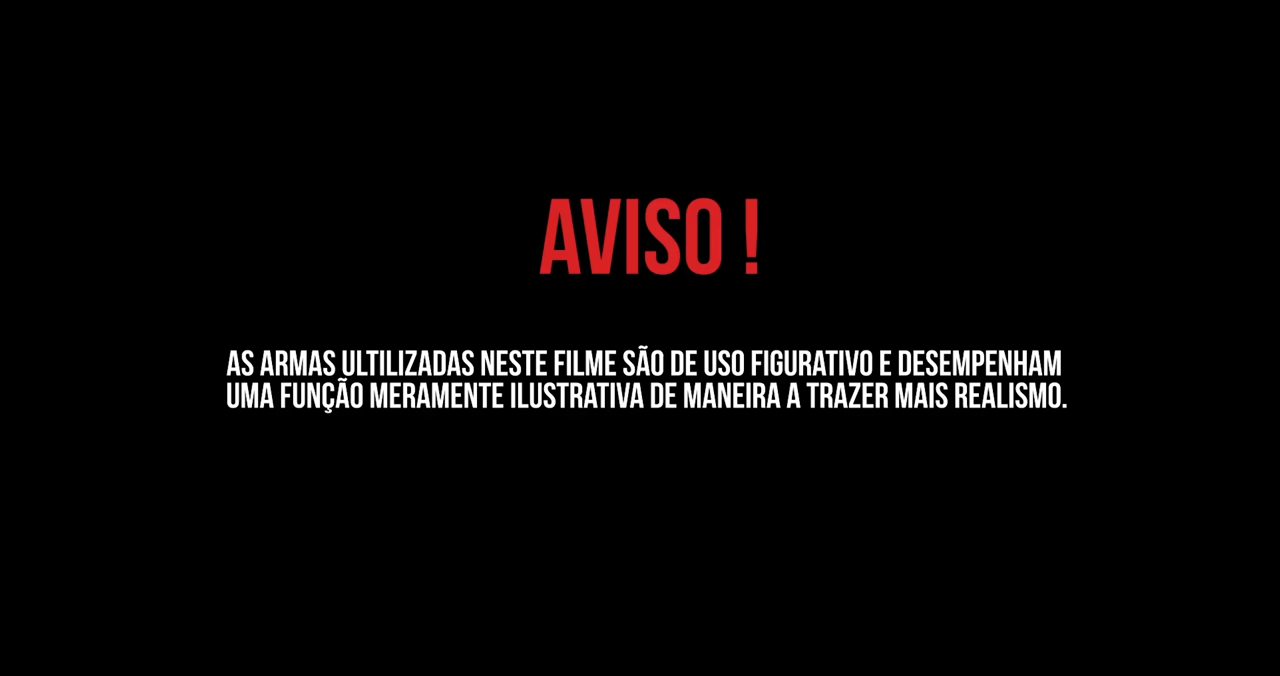 AVISO !
AS ARMAS ULTILIZADAS NESTE FILME SÃO DE USO FIGURATIVO E DESEMPENHAM
UMA FUNÇÃO MERAMENTE ILUSTRATIVA DE MANEIRA A TRAZER MAIS REALISMO.